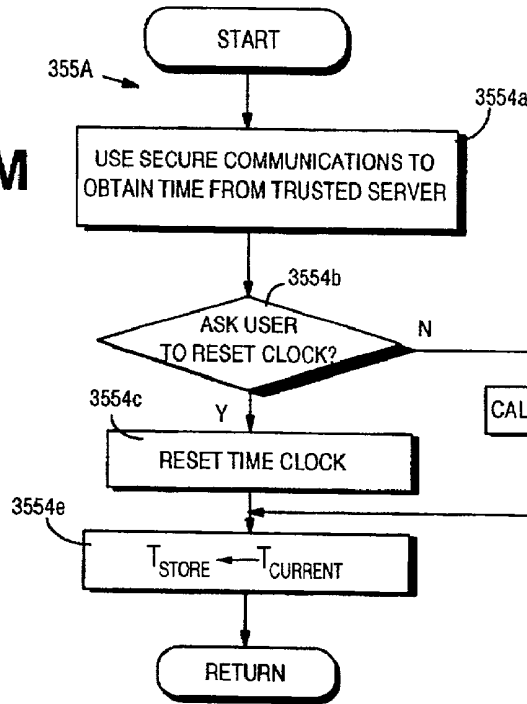 START
355A
3554a
M
USE SECURE COMMUNICATIONS TO
OBTAIN TIME FROM TRUSTED SERVER
3554b
ASK USER
TO RESET CLOCK?
N
3554c
Y
CAL
RESET TIME CLOCK
3554e
TSTORE ← TCURRENT
RETURN